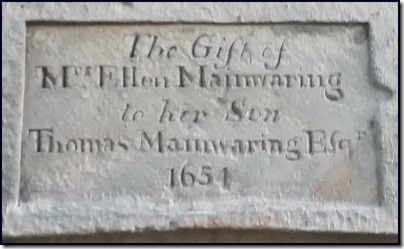 The Gift of
Mrs Ellen Mainwaring
to her Son
Thomas Mainwaring Esqr
1654